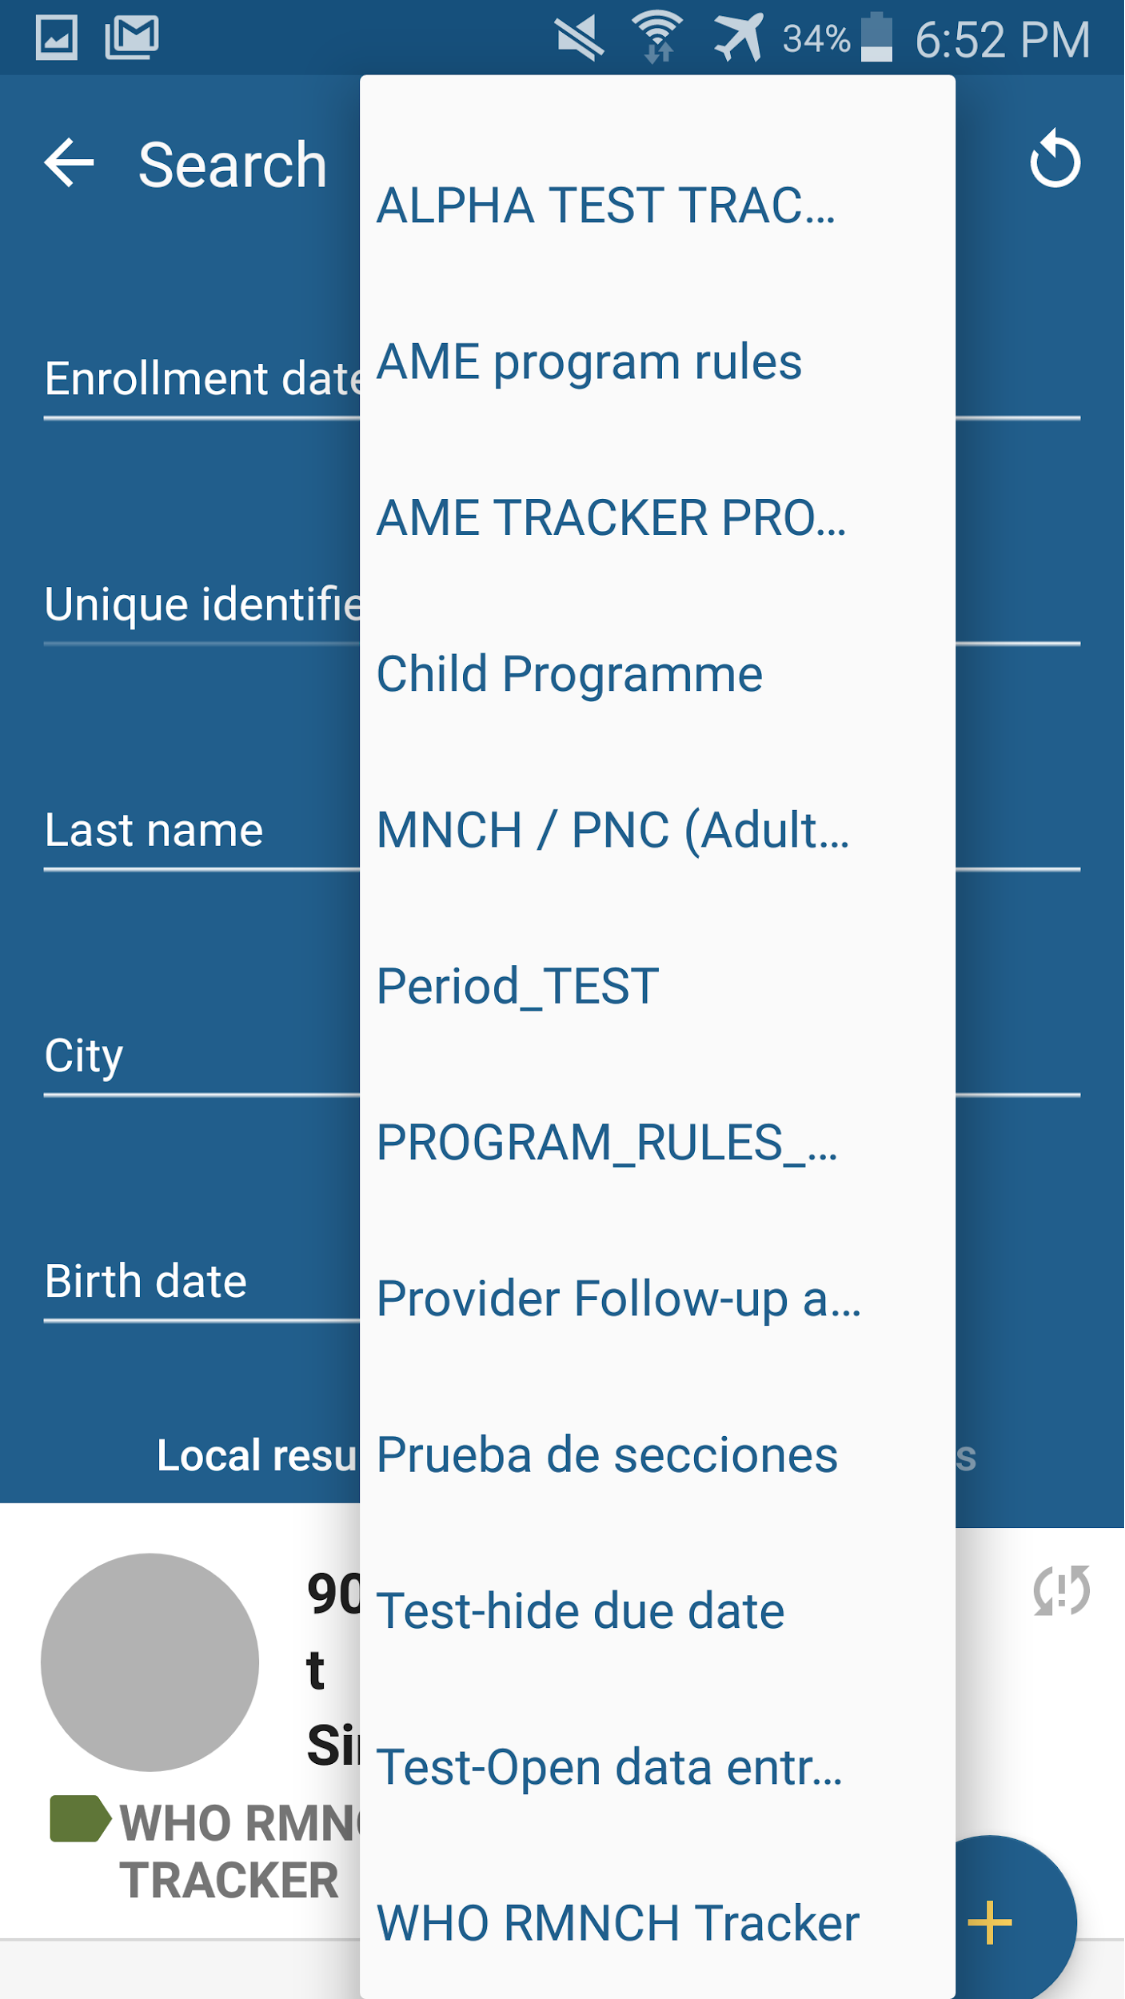 34% 6:52 PM
Search
ALPHA TEST TRAC...
AME program rules
Enrollment date
AME TRACKER PRO...
Unique identifie
Child Programme
Last name
MNCH / PNC (Adult...
Period_TEST
City
PROGRAM_RULES_...
Birth date
Provider Follow-up a...
Local resu
s
Prueba de secciones
90
Test-hide due date
t
Sin
Test-Open data entr...
WHO RMNC
TRACKER
WHO RMNCH Tracker